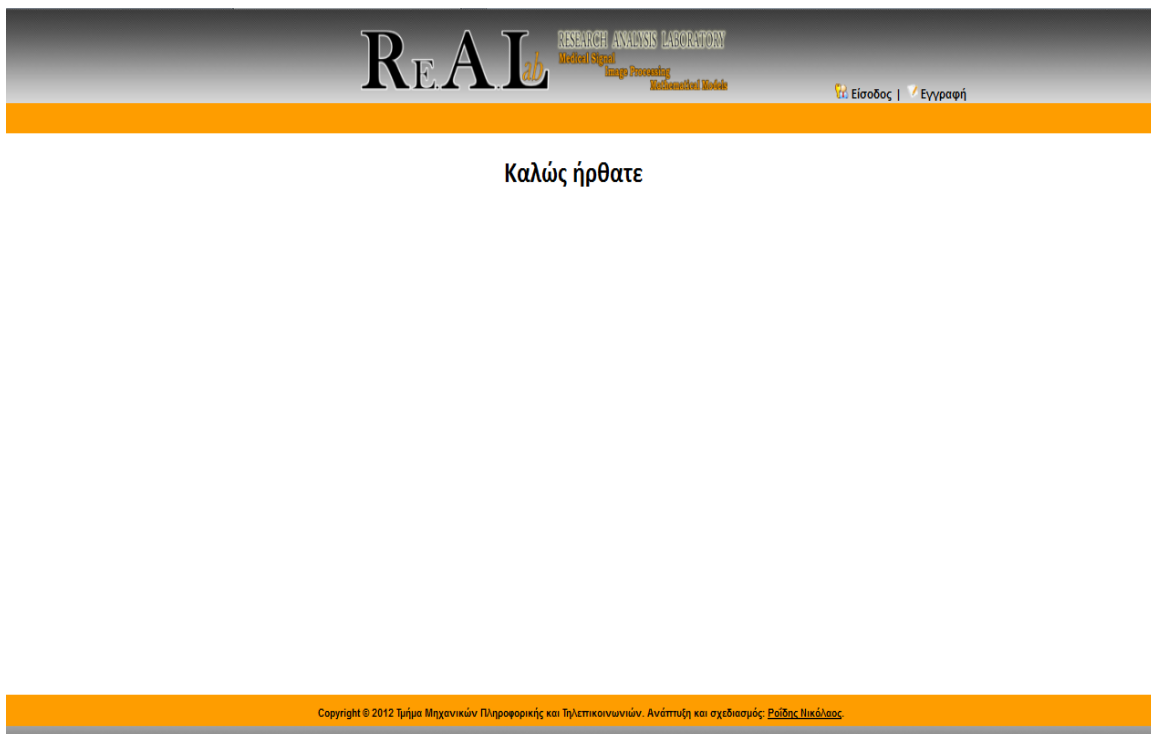 ReALab
RESEARCH ANALYSIS LABORATORY
Medical Signal
Image Processing
Mathematical Models
Είσοδος | Εγγραφή
Καλώς ήρθατε
Copyright © 2012 Τμήμα Μηχανικών Πληροφορικής και Τηλεπικοινωνιών. Ανάπτυξη και σχεδιασμός: Ροΐδης Νικόλαος.